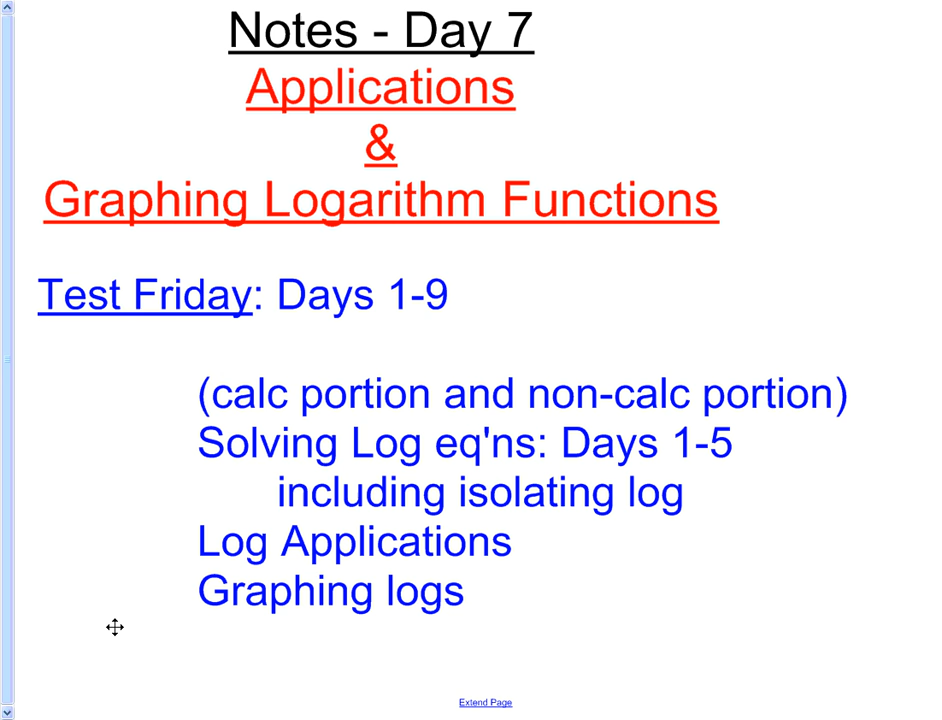 Notes - Day 7
Applications
&
Graphing Logarithm Functions
Test Friday: Days 1-9
(calc portion and non-calc portion)
Solving Log eq'ns: Days 1-5
including isolating log
Log Applications
Graphing logs
Extend Page